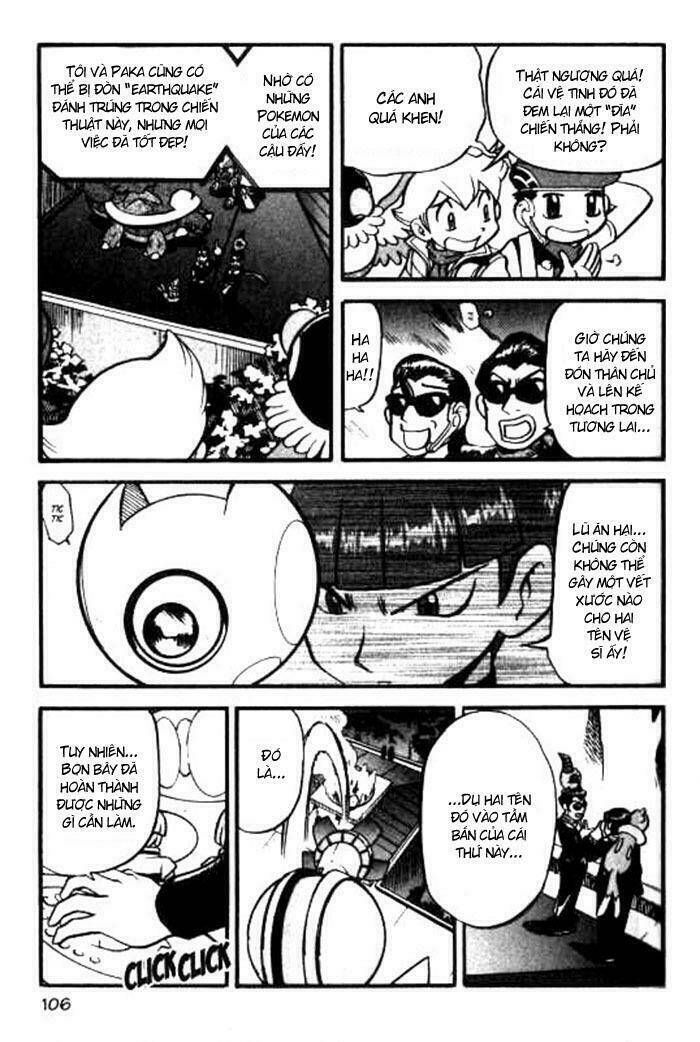 THẬT NGƯỢNG QUÁ!
CÁI VỆ TINH ĐÓ ĐÃ
ĐEM LẠI MỘT "ĐĨA"
CHIẾN THẮNG! PHẢI
KHÔNG?
CÁC ANH
QUÁ KHEN!
NHỜ CÓ
NHỮNG
POKEMON
CỦA CÁC
CẬU ĐẤY!
TÔI VÀ PAKA CŨNG CÓ
THỂ BỊ ĐÒN "EARTHQUAKE"
ĐÁNH TRÚNG TRONG CHIẾN
THUẬT NÀY, NHƯNG MỌI
VIỆC ĐÃ TỐT ĐẸP!
GIỜ CHÚNG
TA HÃY ĐẾN
ĐÓN THÂN CHỦ
VÀ LÊN KẾ
HOẠCH TRONG
TƯƠNG LAI...
HA
HA
HA!!
LŨ ĂN HẠI...
CHÚNG CÒN
KHÔNG THỂ
GÂY MỘT VẾT
XƯỚC NÀO
CHO HAI
TÊN VỆ
SĨ ẤY!
TIC
TIC
...DỤ HAI TÊN
ĐÓ VÀO TẦM
BẮN CỦA CÁI
THỨ NÀY...
ĐÓ
LÀ...
TUY NHIÊN...
BỌN BÂY ĐÃ
HOÀN THÀNH
ĐƯỢC NHỮNG
GÌ CẦN LÀM.
CLICK CLICK
106